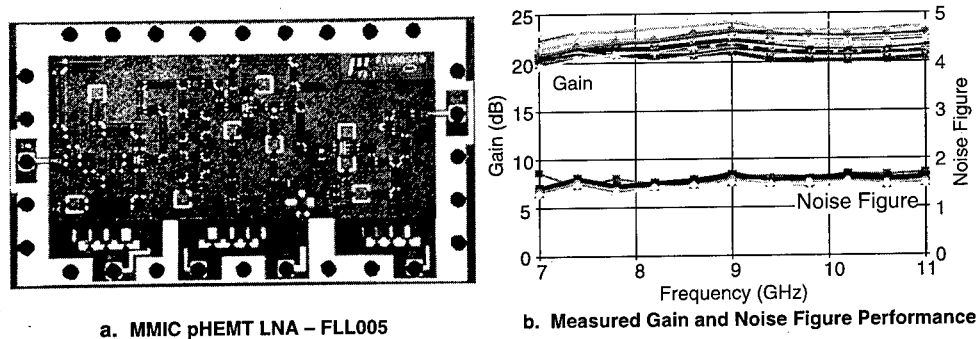 25
20
15
10
5
0
Gain (dB)
Gain
Noise Figure
7
8
9
10
11
Frequency (GHz)
5
4
3
2
1
0
Noise Figure
a. MMIC pHEMT LNA – FLL005
b. Measured Gain and Noise Figure Performance